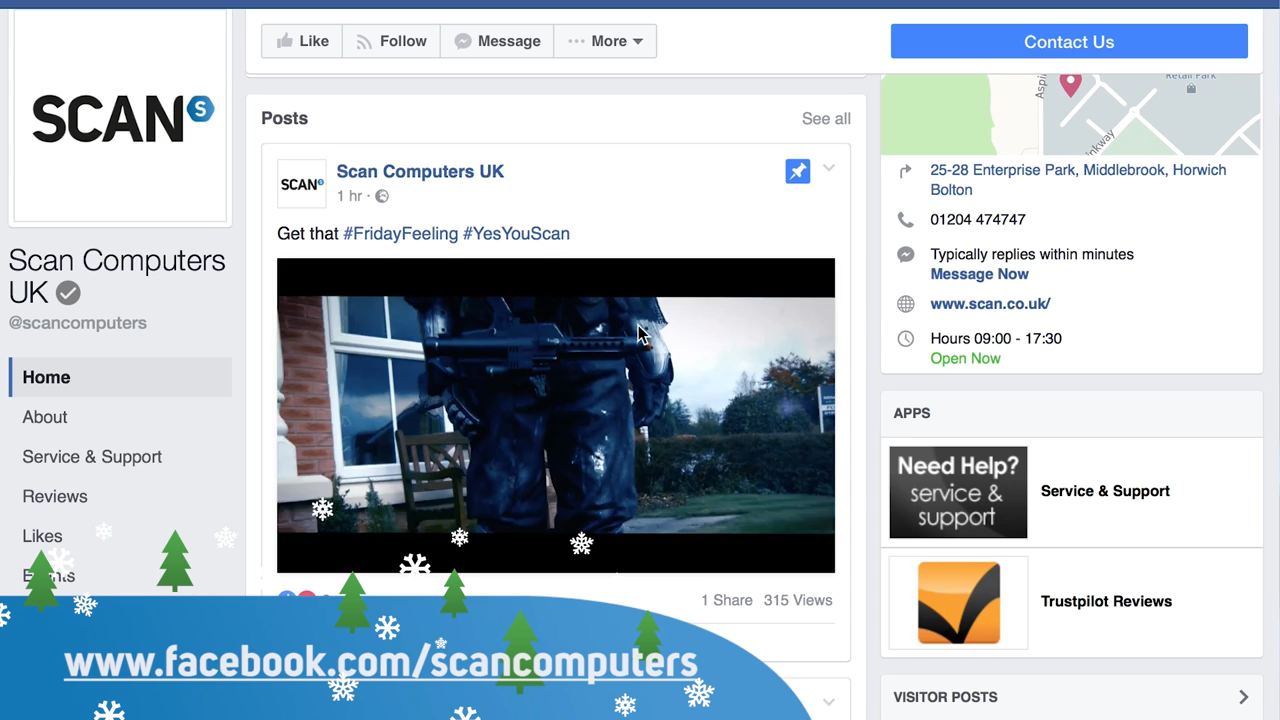 SCAN S
Scan Computers
UK
@scancomputers
Home
About
Service & Support
Reviews
Likes
Events
Like
Follow
Message
More
Contact Us
Posts
See all
SCAN
Scan Computers UK
1 hr
Get that #FridayFeeling #YesYouScan
1 Share 315 Views
Retail Park
25-28 Enterprise Park, Middlebrook, Horwich
Bolton
01204 474747
Typically replies within minutes
Message Now
www.scan.co.uk/
Hours 09:00 - 17:30
Open Now
APPS
Need Help?
service &
support
Service & Support
Trustpilot Reviews
VISITOR POSTS
www.facebook.com/scancomputers